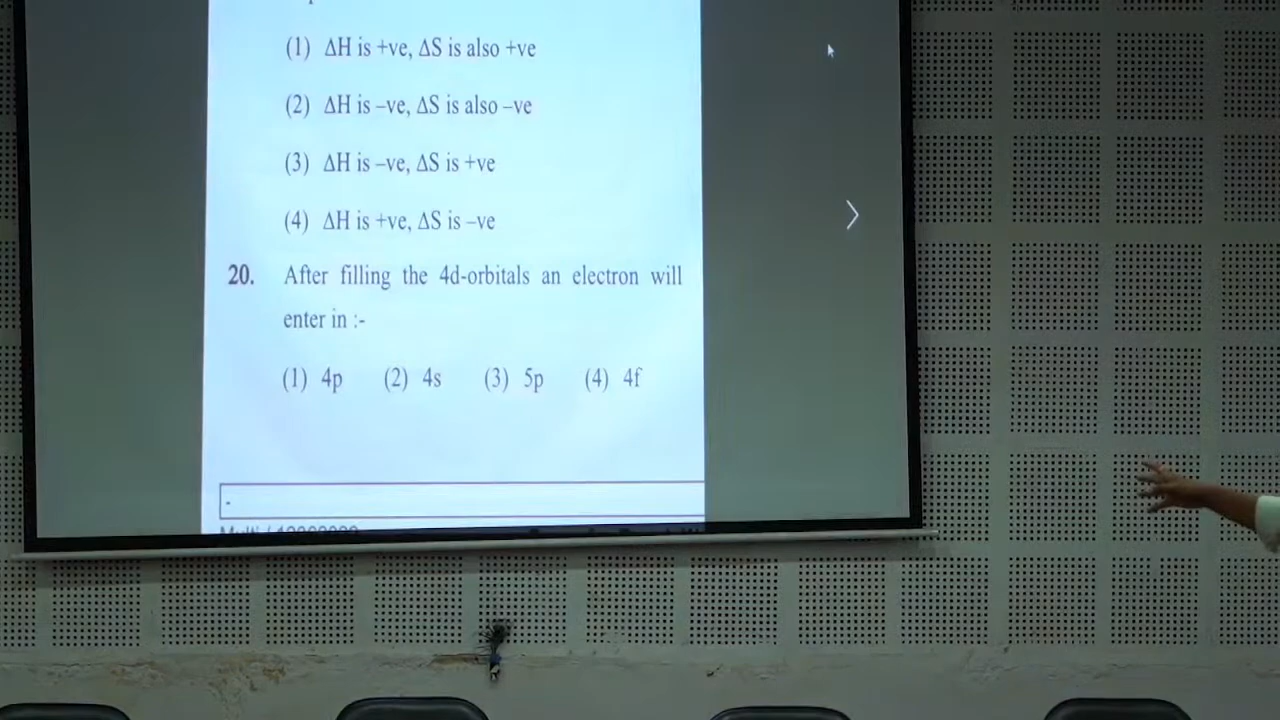 (1) ΔH is +ve, ΔS is also +ve
(2) ΔH is –ve, ΔS is also –ve
(3) ΔH is –ve, ΔS is +ve
(4) ΔH is +ve, ΔS is –ve
20. After filling the 4d-orbitals an electron will
enter in :-
(1) 4p (2) 4s (3) 5p (4) 4f